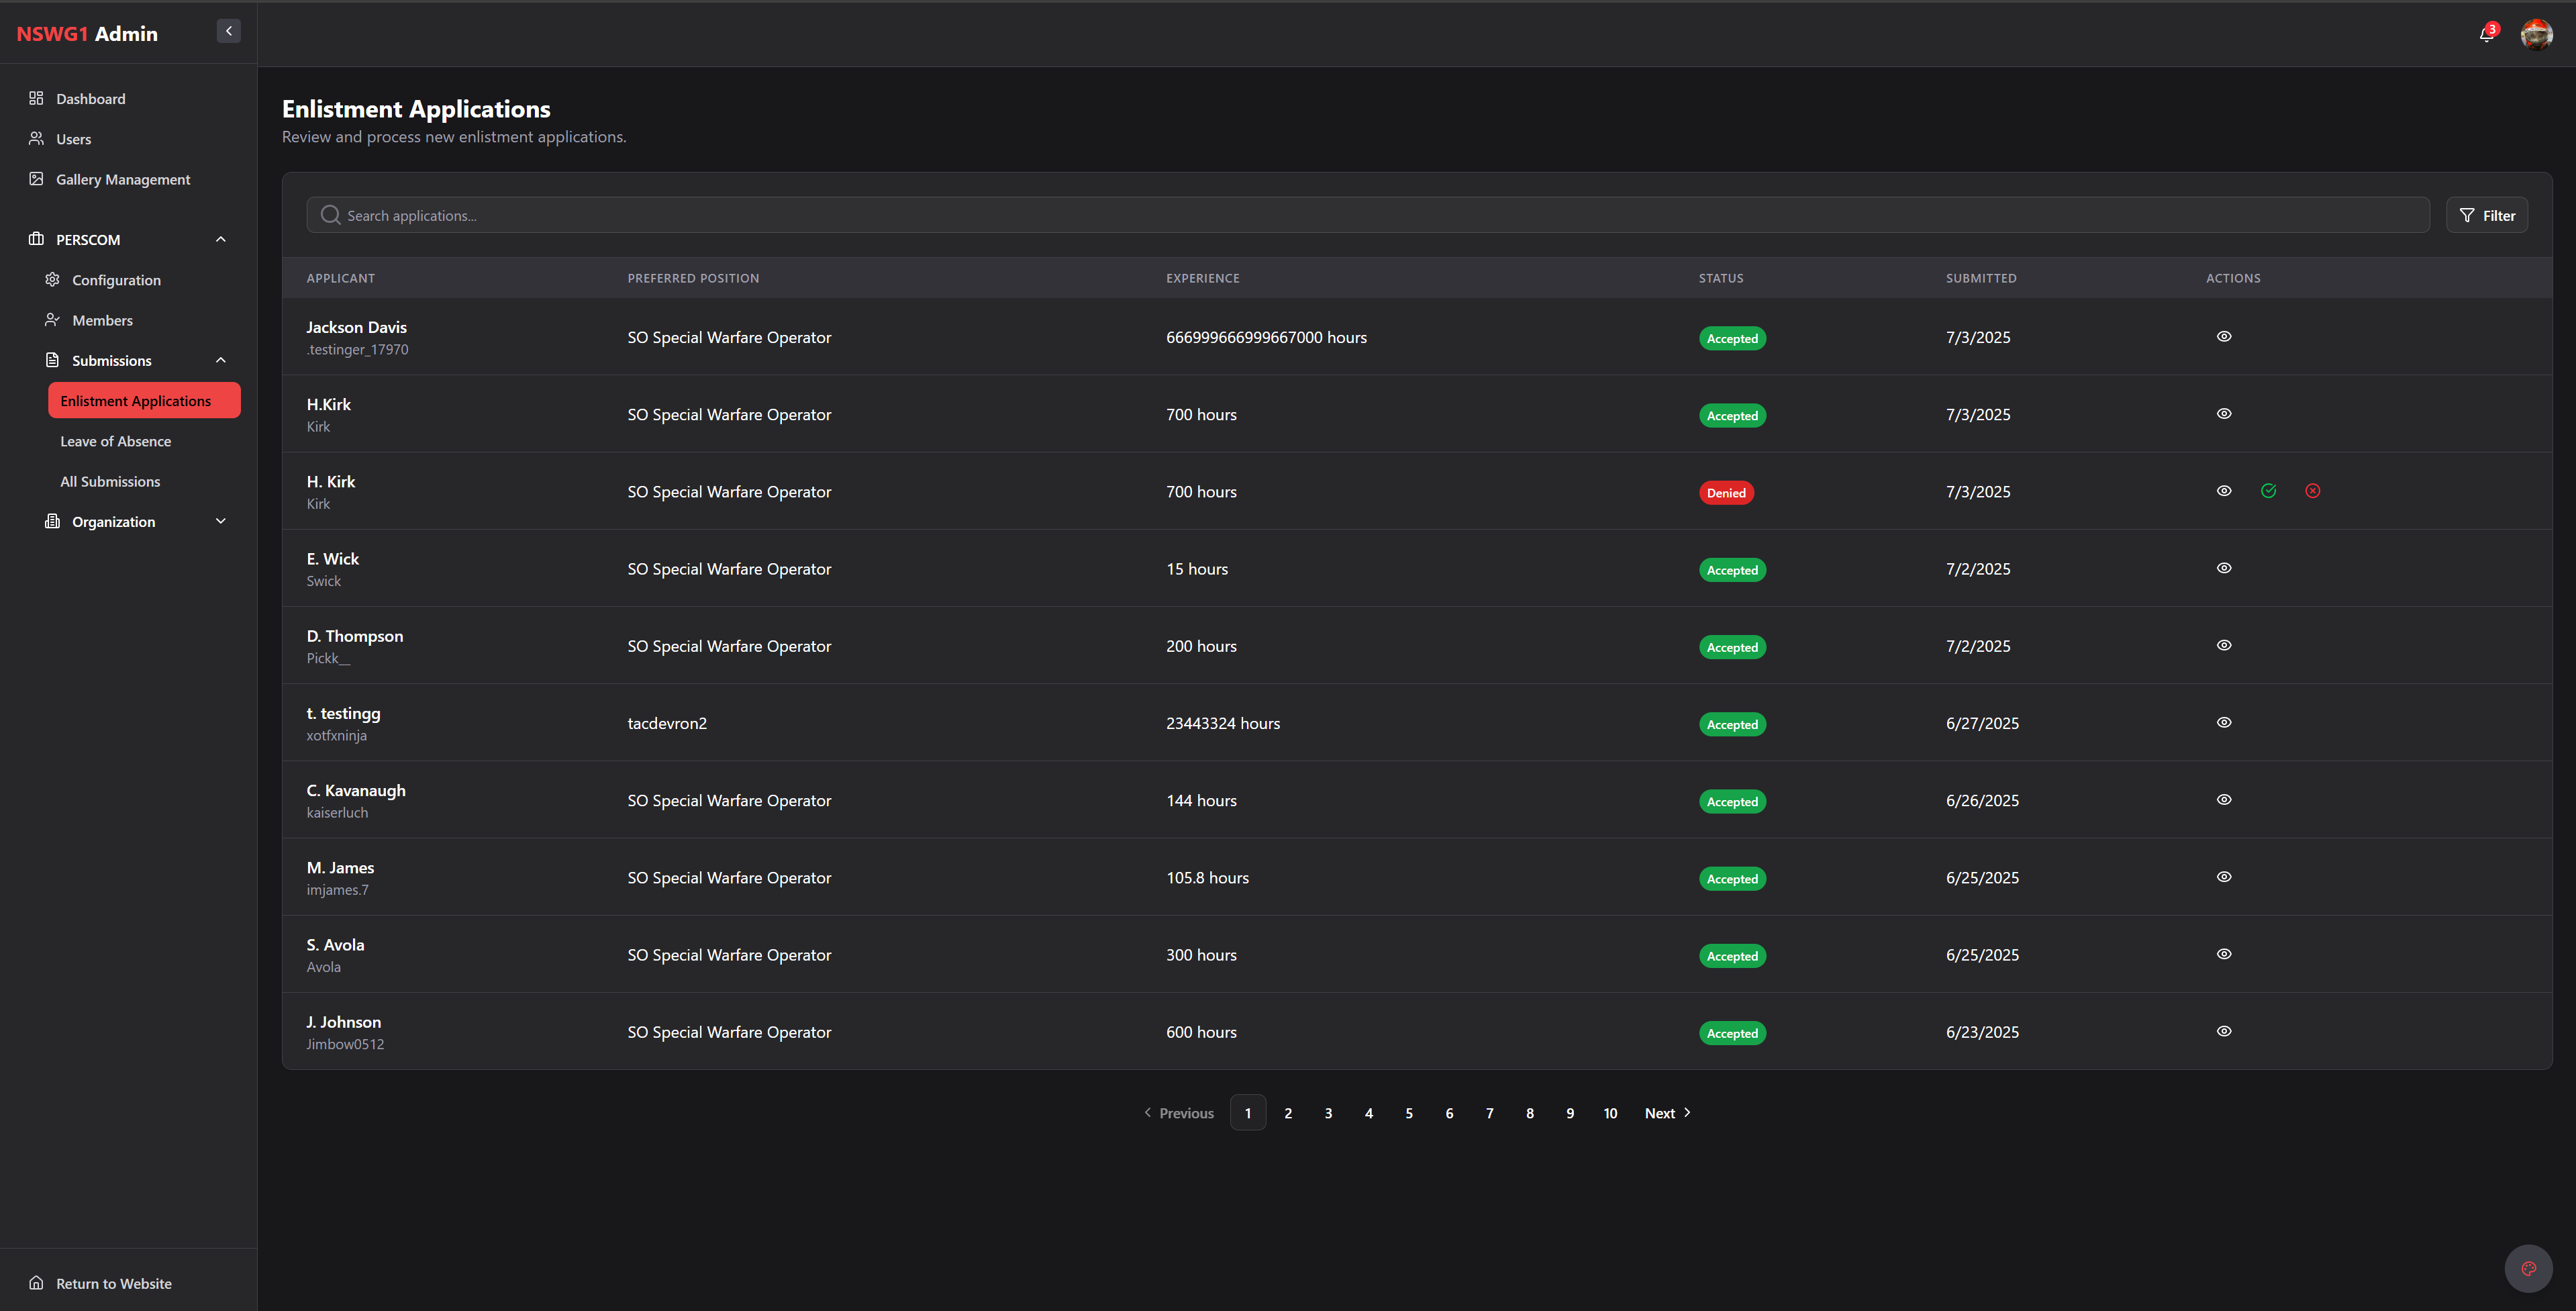 NSWG1 Admin
3
Dashboard
Users
Gallery Management
PERSCOM
Configuration
Members
Submissions
Enlistment Applications
Leave of Absence
All Submissions
Organization
Return to Website
Enlistment Applications
Review and process new enlistment applications.
Search applications...
Filter
APPLICANT PREFERRED POSITION EXPERIENCE STATUS SUBMITTED ACTIONS
Jackson Davis
.testinger_17970
SO Special Warfare Operator 666999666999667000 hours Accepted 7/3/2025
H.Kirk
Kirk
SO Special Warfare Operator 700 hours Accepted 7/3/2025
H. Kirk
Kirk
SO Special Warfare Operator 700 hours Denied 7/3/2025
E. Wick
Swick
SO Special Warfare Operator 15 hours Accepted 7/2/2025
D. Thompson
Pickk__
SO Special Warfare Operator 200 hours Accepted 7/2/2025
t. testingg
xotfxninja
tacdevron2 23443324 hours Accepted 6/27/2025
C. Kavanaugh
kaiserluch
SO Special Warfare Operator 144 hours Accepted 6/26/2025
M. James
imjames.7
SO Special Warfare Operator 105.8 hours Accepted 6/25/2025
S. Avola
Avola
SO Special Warfare Operator 300 hours Accepted 6/25/2025
J. Johnson
Jimbow0512
SO Special Warfare Operator 600 hours Accepted 6/23/2025
Previous 1 2 3 4 5 6 7 8 9 10 Next